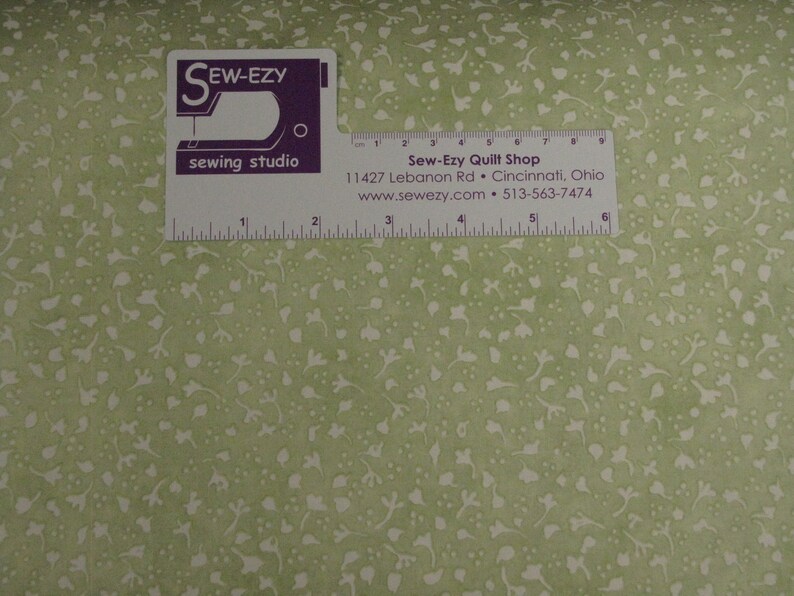 SEW-EZY
sewing studio
cm 1 2 3 4 5 6 7 8 9
Sew-Ezy Quilt Shop
11427 Lebanon Rd • Cincinnati, Ohio
www.sewezy.com • 513-563-7474
1 2 3 4 5 6